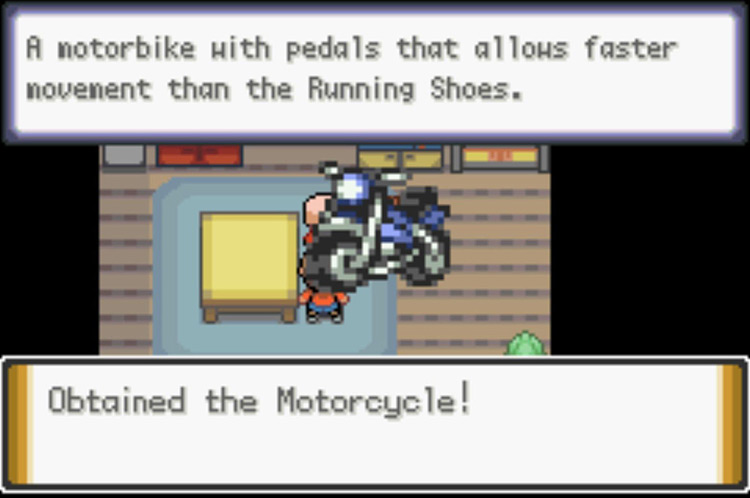 A motorbike with pedals that allows faster
movement than the Running Shoes.
Obtained the Motorcycle!